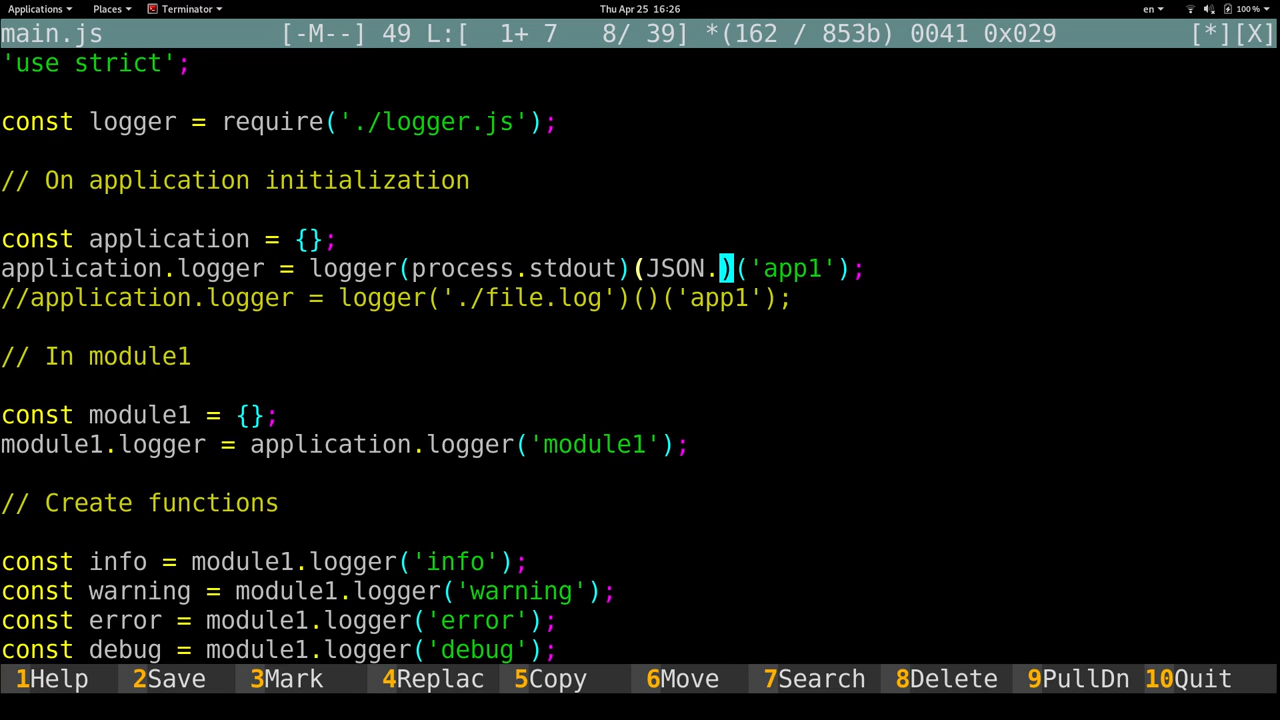 Applications Places Terminator Thu Apr 25 16:26 en 100 %
main.js [-M--] 49 L:[ 1+ 7 8/ 39] *(162 / 853b) 0041 0x029 [*][X]
'use strict';
const logger = require('./logger.js');
// On application initialization
const application = {};
application.logger = logger(process.stdout)(JSON.)('app1');
//application.logger = logger('./file.log')()('app1');
// In module1
const module1 = {};
module1.logger = application.logger('module1');
// Create functions
const info = module1.logger('info');
const warning = module1.logger('warning');
const error = module1.logger('error');
const debug = module1.logger('debug');
1Help 2Save 3Mark 4Replac 5Copy 6Move 7Search 8Delete 9PullDn 10Quit